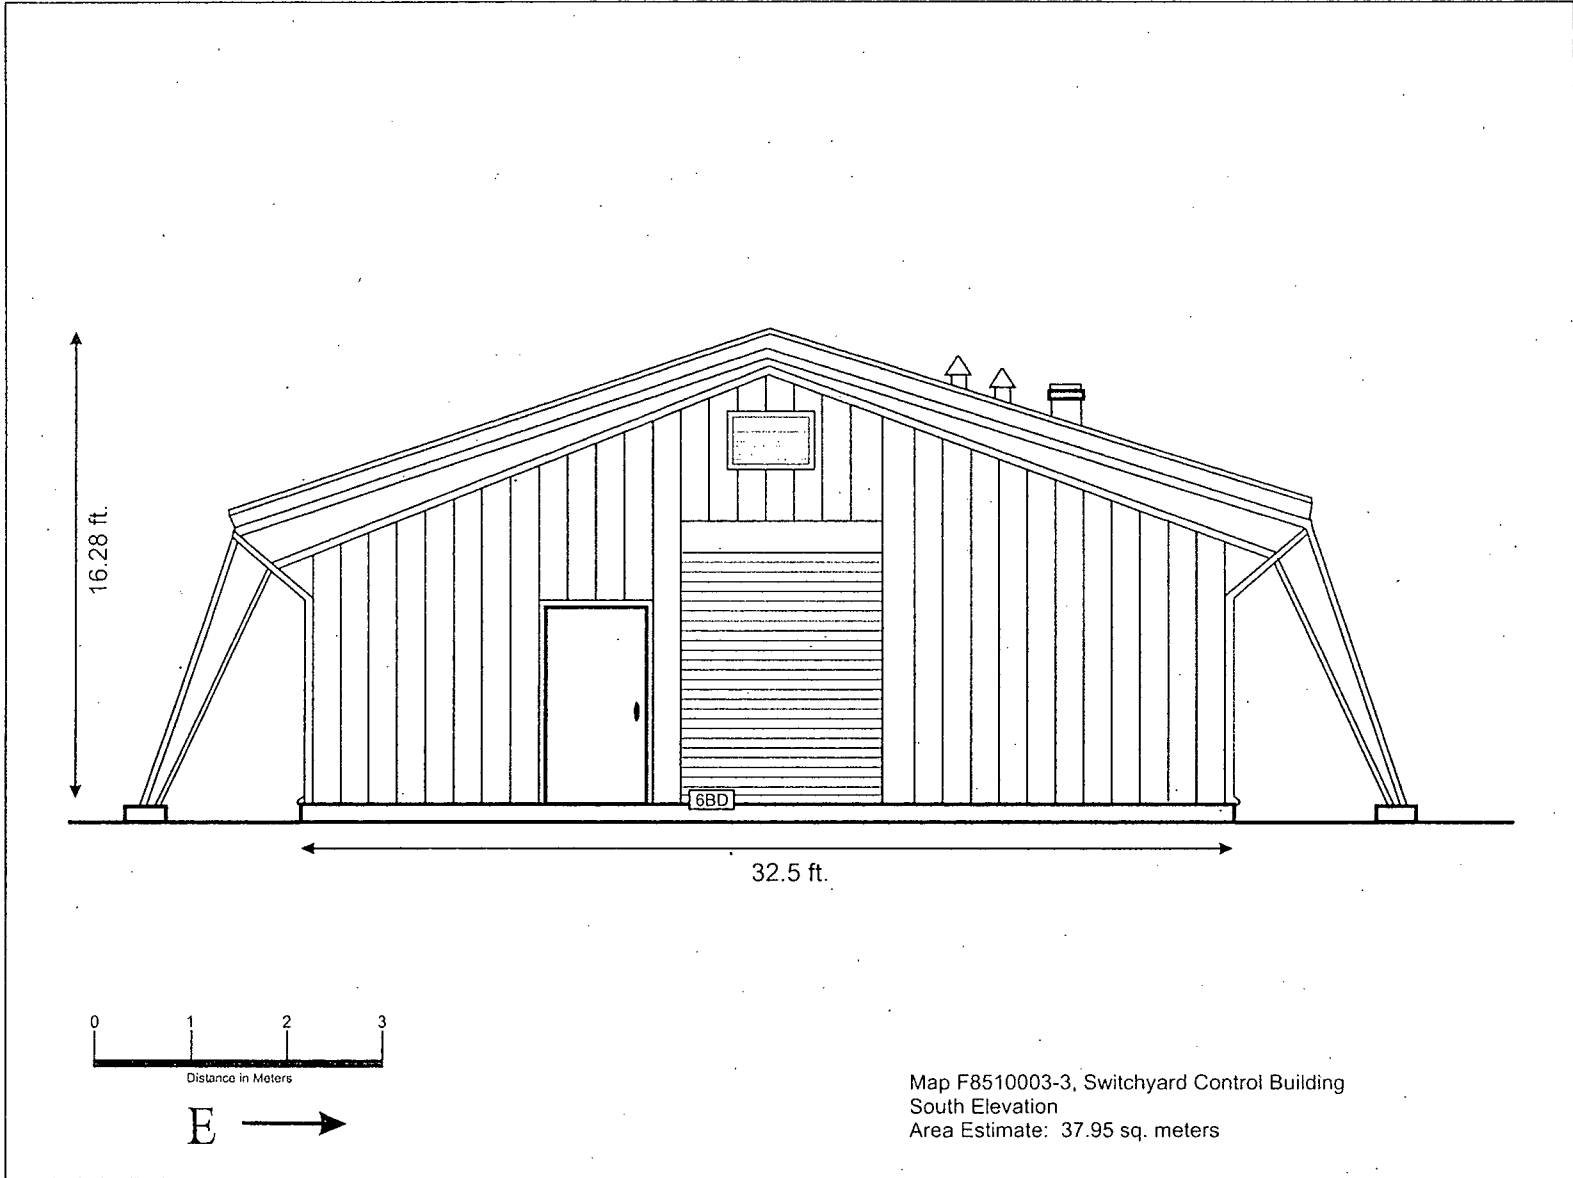 16.28 ft.
6BD
32.5 ft.
0 1 2 3
Distance in Meters
E
Map F8510003-3, Switchyard Control Building
South Elevation
Area Estimate: 37.95 sq. meters